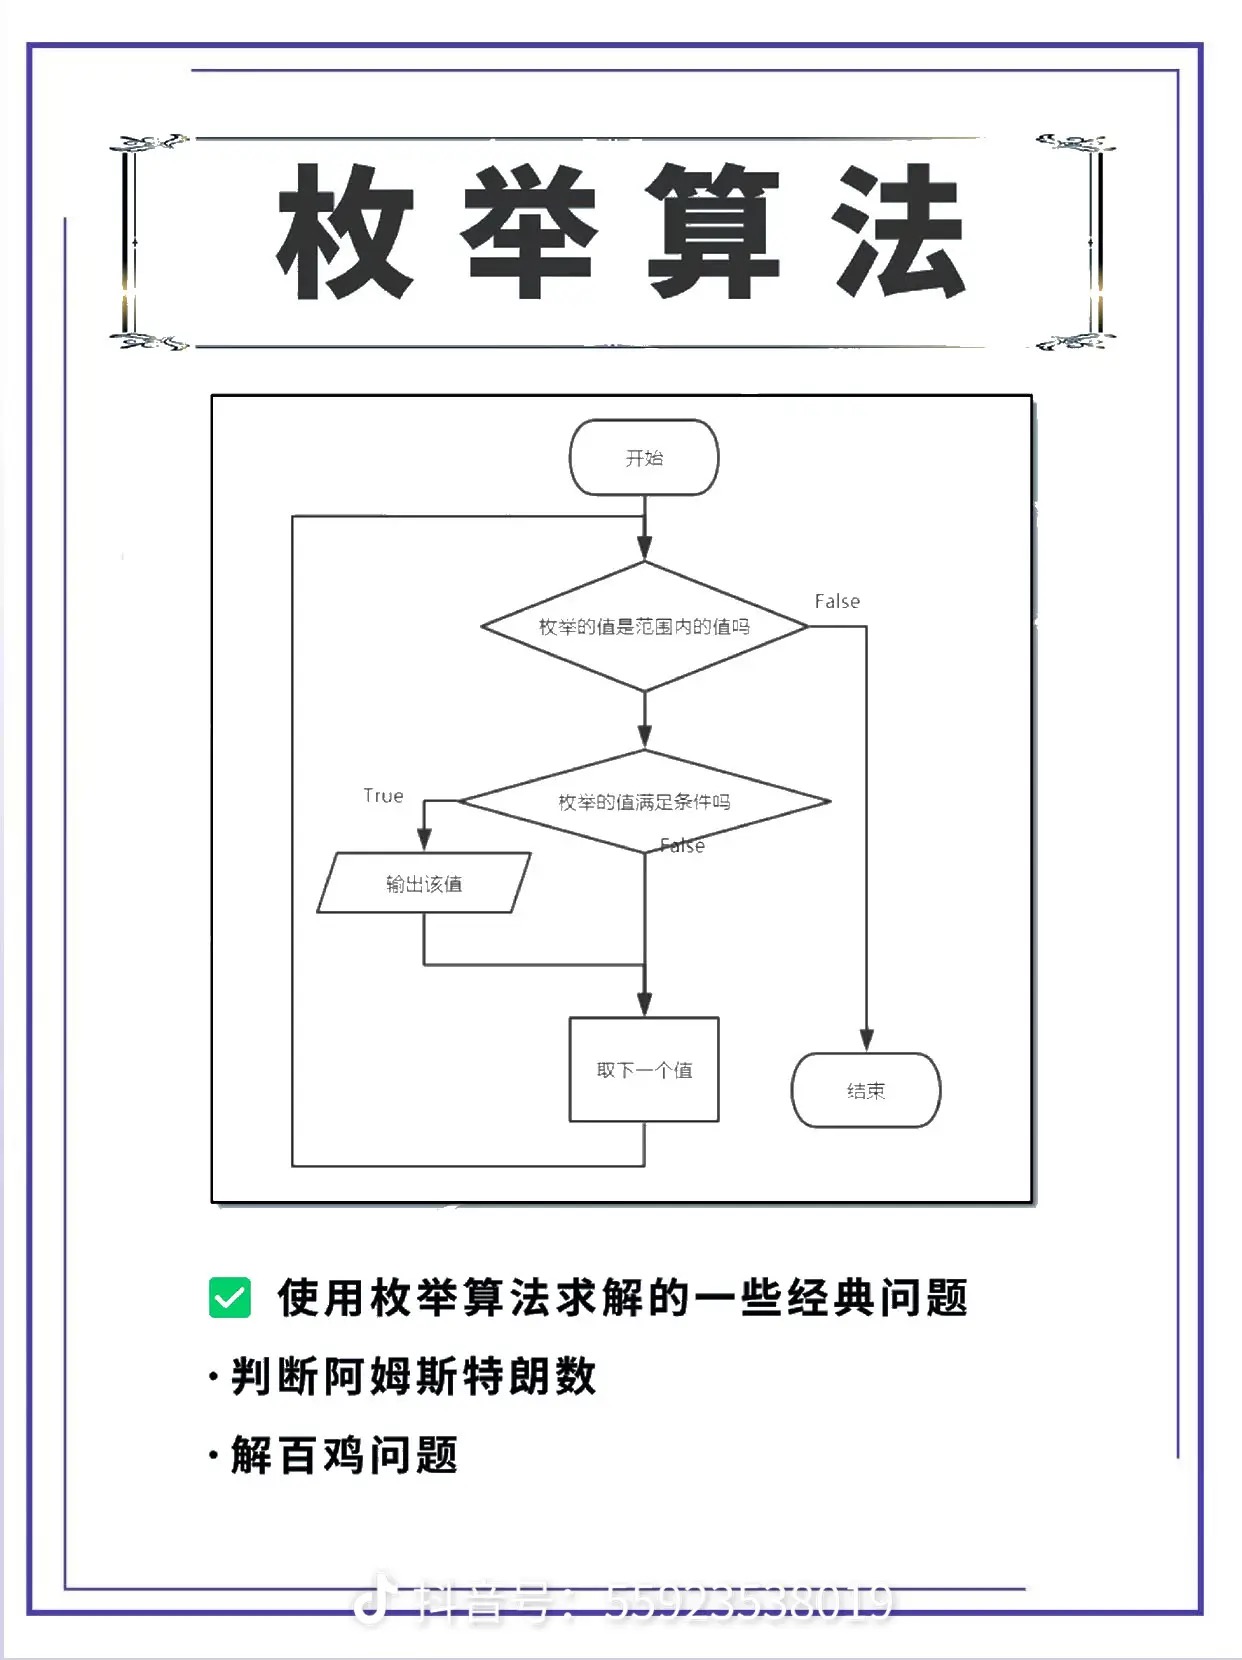 枚举算法
开始
False
枚举的值是范围内的值吗
True
枚举的值满足条件吗
False
输出该值
取下一个值
结束
使用枚举算法求解的一些经典问题
·判断阿姆斯特朗数
·解百鸡问题
抖音号：55923538019